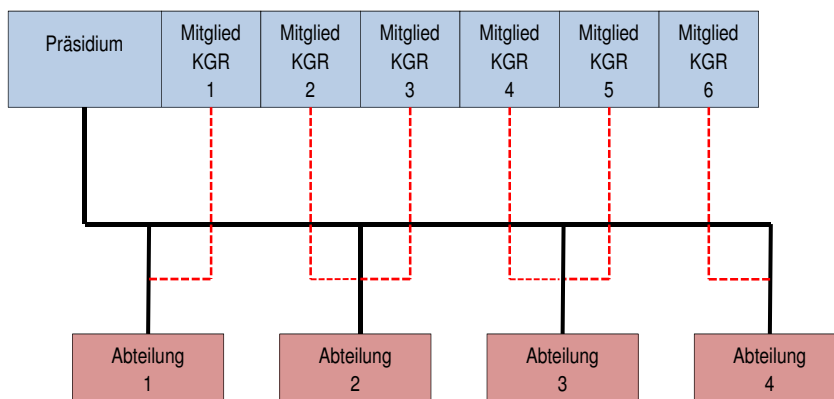 Präsidium
Mitglied
KGR
1
Mitglied
KGR
2
Mitglied
KGR
3
Mitglied
KGR
4
Mitglied
KGR
5
Mitglied
KGR
6
Abteilung
1
Abteilung
2
Abteilung
3
Abteilung
4